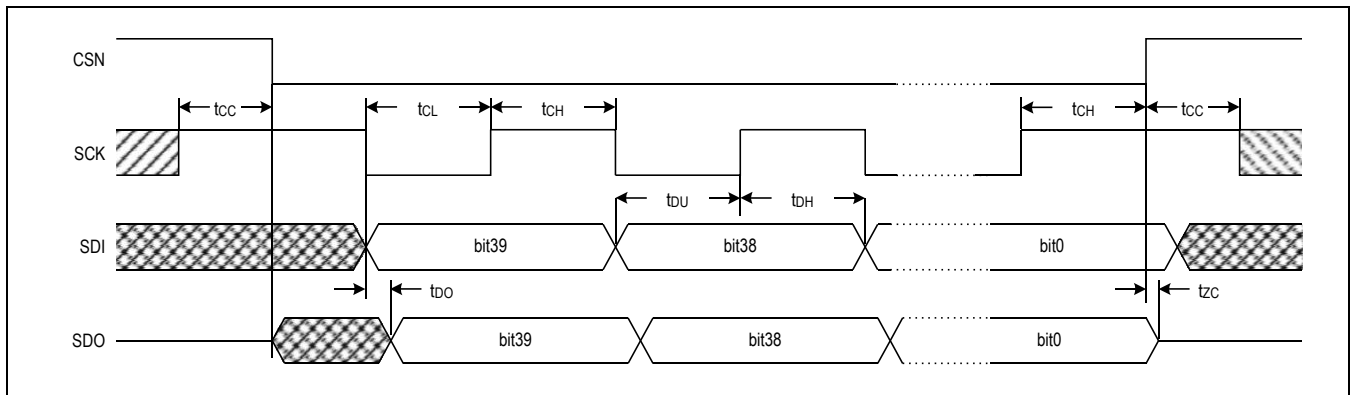 CSN
tCC tCL tCH tCH tCC
SCK
tDU tDH
SDI bit39 bit38 bit0
tDO tZC
SDO bit39 bit38 bit0